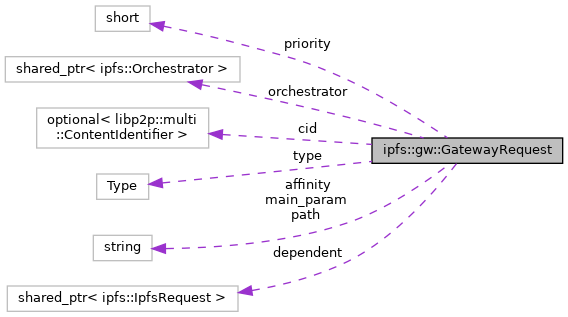 short
priority
shared_ptr< ipfs::Orchestrator >
orchestrator
optional< libp2p::multi
::ContentIdentifier >
cid
ipfs::gw::GatewayRequest
type
Type
affinity
main_param
path
string
dependent
shared_ptr< ipfs::IpfsRequest >